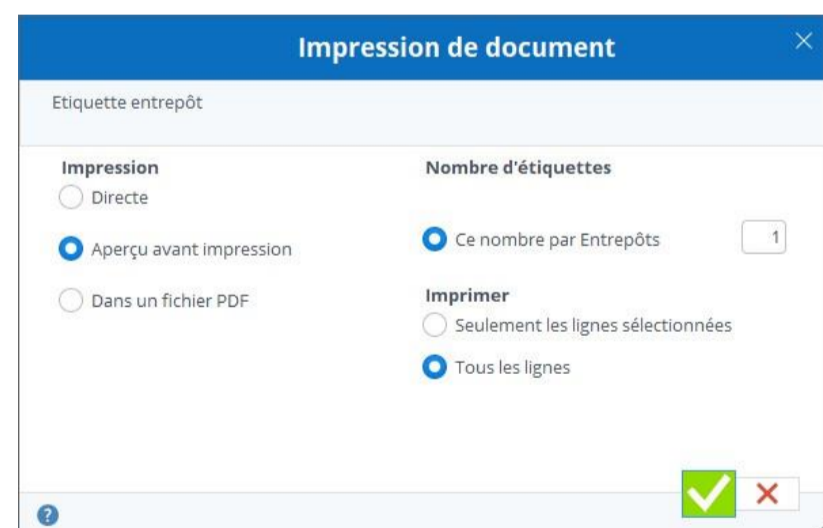 Impression de document
Etiquette entrepôt
Impression
Directe
Aperçu avant impression
Dans un fichier PDF
Nombre d'étiquettes
Ce nombre par Entrepôts 1
Imprimer
Seulement les lignes sélectionnées
Tous les lignes
?